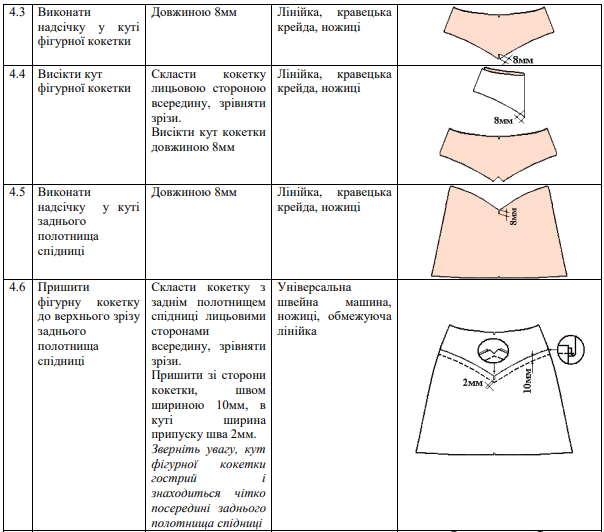 4.3 Виконати надсічку у куті фігурної кокетки
Довжиною 8мм
Лінійка, кравецька крейда, ножиці
8мм
4.4 Висікти кут фігурної кокетки
Скласти кокетку лицьовою стороною всередину, зрівняти зрізи.
Висікти кут кокетки довжиною 8мм
Лінійка, кравецька крейда, ножиці
8мм
4.5 Виконати надсічку у куті заднього полотнища спідниці
Довжиною 8мм
Лінійка, кравецька крейда, ножиці
8мм
4.6 Пришити фігурну кокетку до верхнього зрізу заднього полотнища спідниці
Скласти кокетку з заднім полотнищем спідниці лицьовими сторонами всередину, зрівняти зрізи.
Пришити зі сторони кокетки, швом шириною 10мм, в куті ширина припуску шва 2мм.
Зверніть увагу, кут фігурної кокетки гострий і знаходиться чітко посередині заднього полотнища спідниці
Універсальна швейна машина, ножиці, обмежуюча лінійка
2мм
10мм